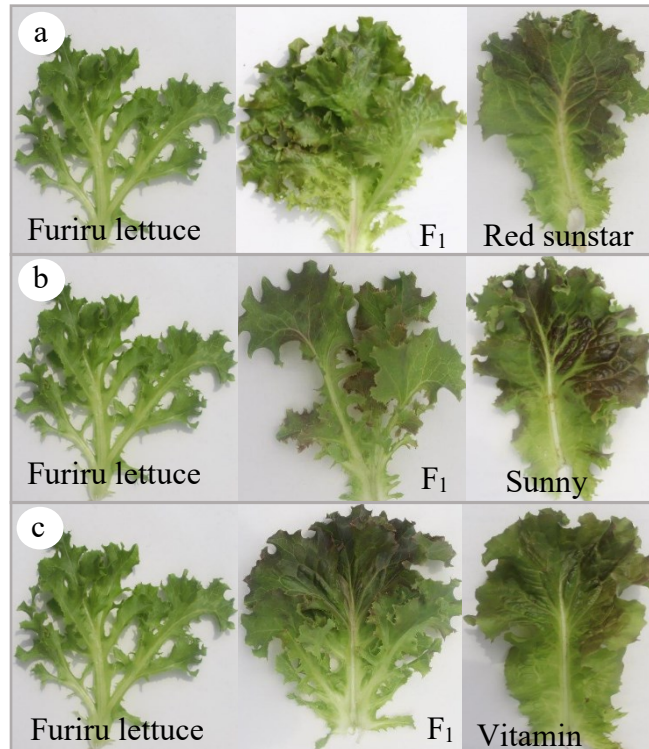 a
Furiru lettuce F₁ Red sunstar
b
Furiru lettuce F₁ Sunny
c
Furiru lettuce F₁ Vitamin